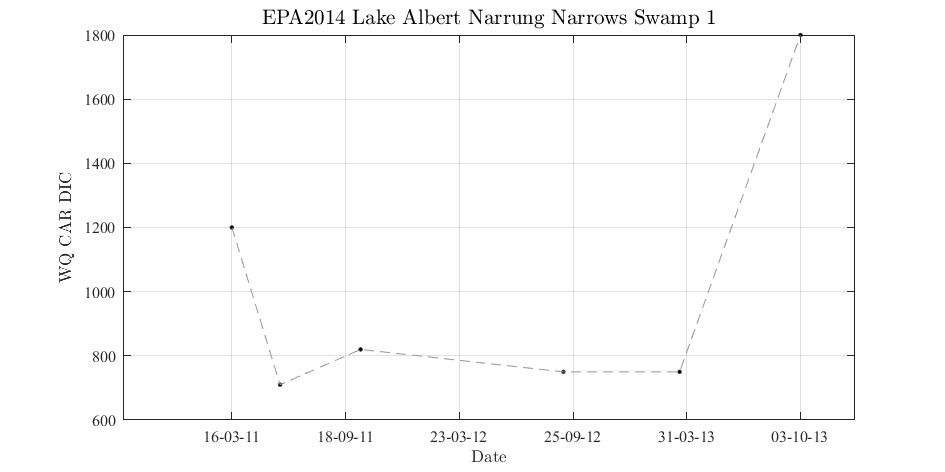 EPA2014 Lake Albert Narrung Narrows Swamp 1
1800
1600
1400
1200
1000
800
600
WQ CAR DIC
16-03-11 18-09-11 23-03-12 25-09-12 31-03-13 03-10-13
Date